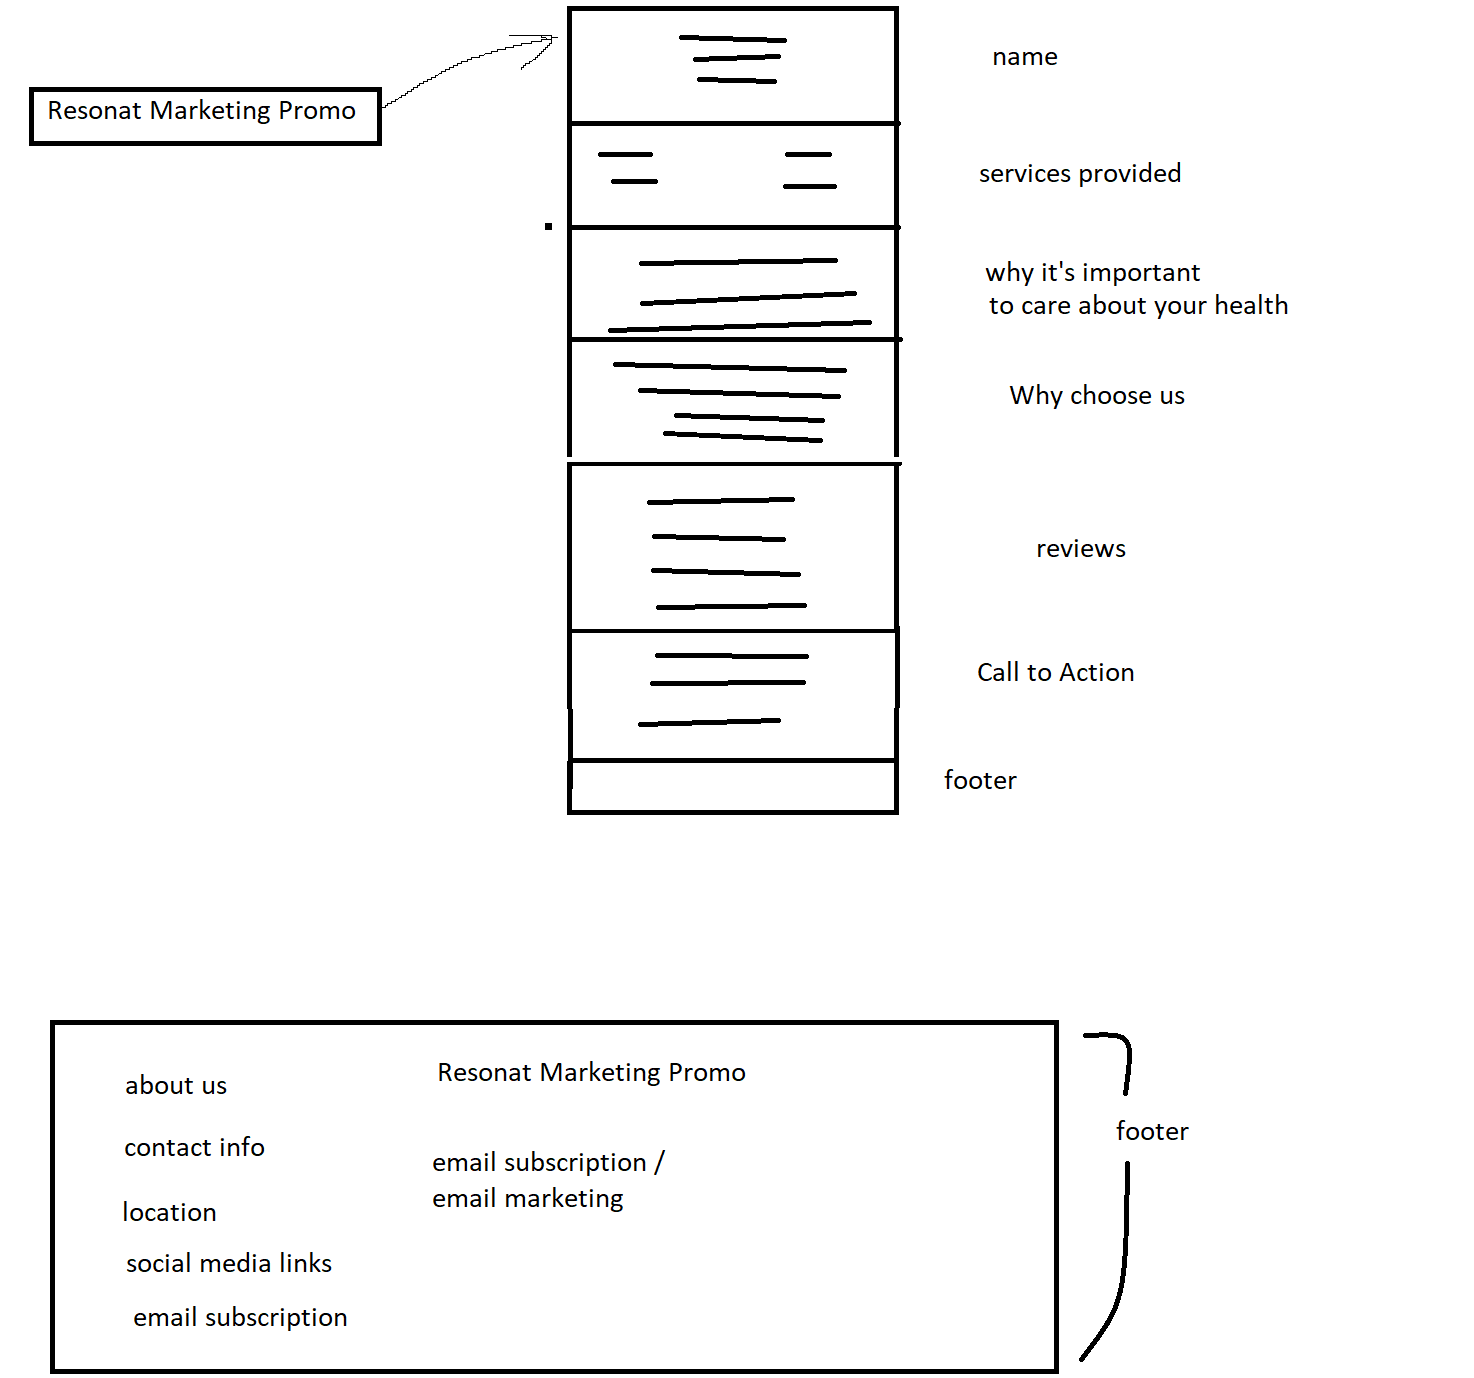 Resonat Marketing Promo
name
services provided
why it's important
to care about your health
Why choose us
reviews
Call to Action
footer
about us
contact info
location
social media links
email subscription
Resonat Marketing Promo
email subscription /
email marketing
footer